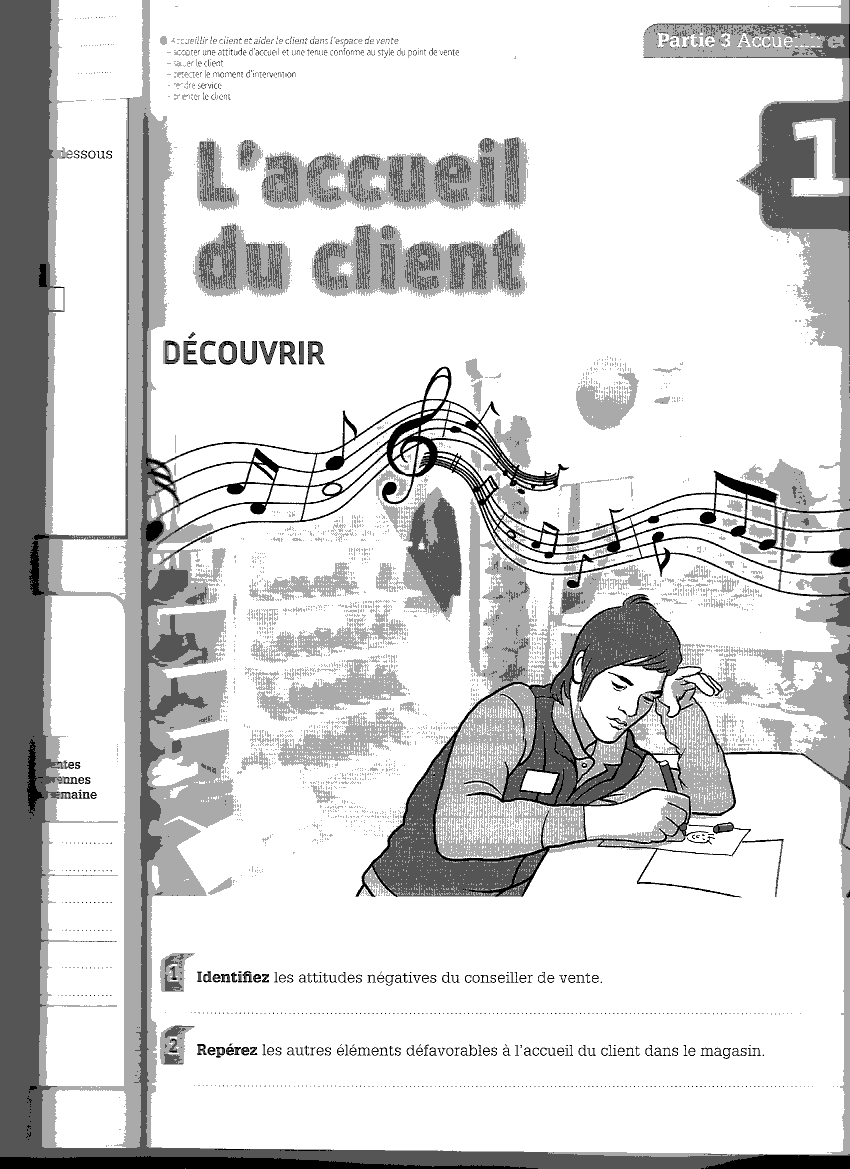 Accueillir le client et aider le client dans l'espace de vente
– adopter une attitude d'accueil et une tenue conforme au style du point de vente
– saluer le client
– détecter le moment d'intervention
– rendre service
– orienter le client
Partie 3 Accue
1
dessous
L'accueil
du client
DÉCOUVRIR
ntes
ennes
emaine
1 Identifiez les attitudes négatives du conseiller de vente.
2 Repérez les autres éléments défavorables à l'accueil du client dans le magasin.